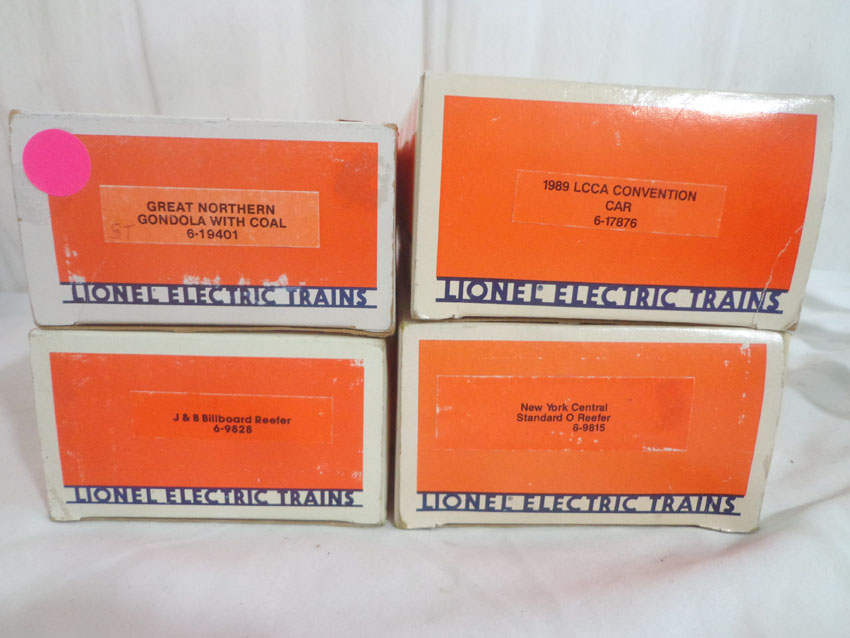 GREAT NORTHERN
GONDOLA WITH COAL
6-19401
ST
LIONEL ELECTRIC TRAINS
1989 LCCA CONVENTION
CAR
6-17876
LIONEL® ELECTRIC TRAINS
J & B Billboard Reefer
6-9828
LIONEL ELECTRIC TRAINS
New York Central
Standard O Reefer
6-9815
LIONEL® ELECTRIC TRAINS